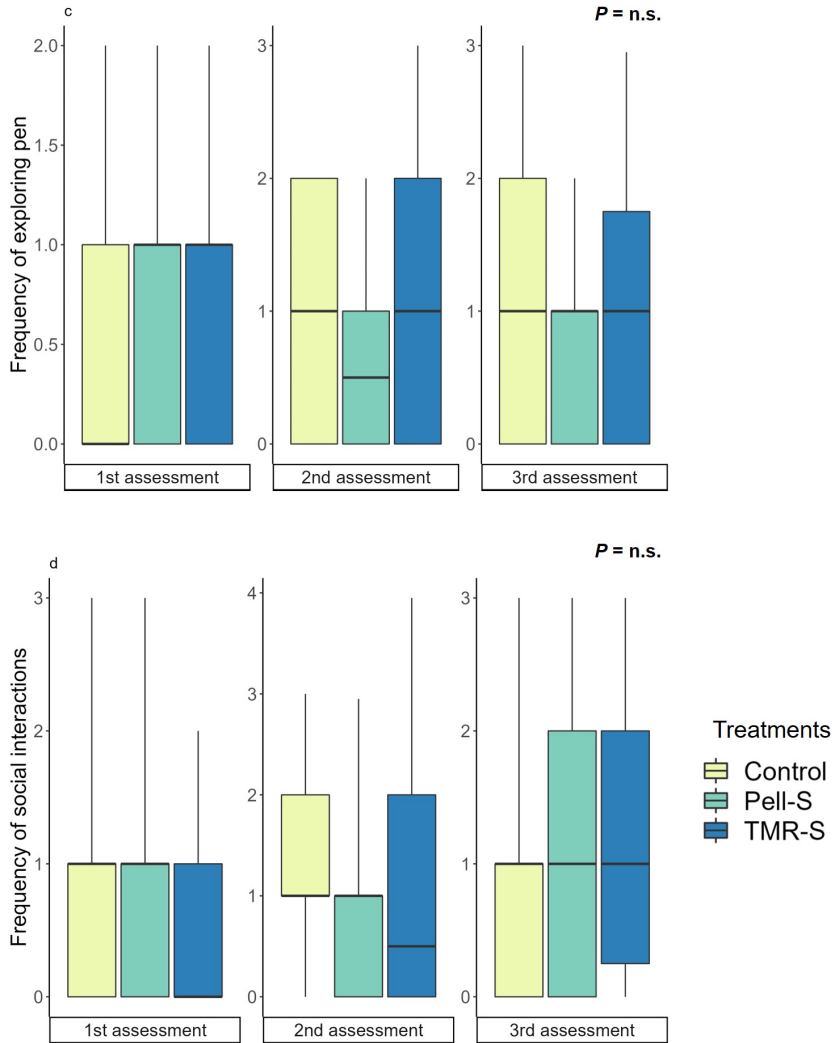 c
P = n.s.
Frequency of exploring pen
2.0
1.5
1.0
0.5
0.0
3
2
1
0
3
2
1
0
1st assessment
2nd assessment
3rd assessment
d
P = n.s.
Frequency of social interactions
3
2
1
0
4
3
2
1
0
3
2
1
0
1st assessment
2nd assessment
3rd assessment
Treatments
Control
Pell-S
TMR-S